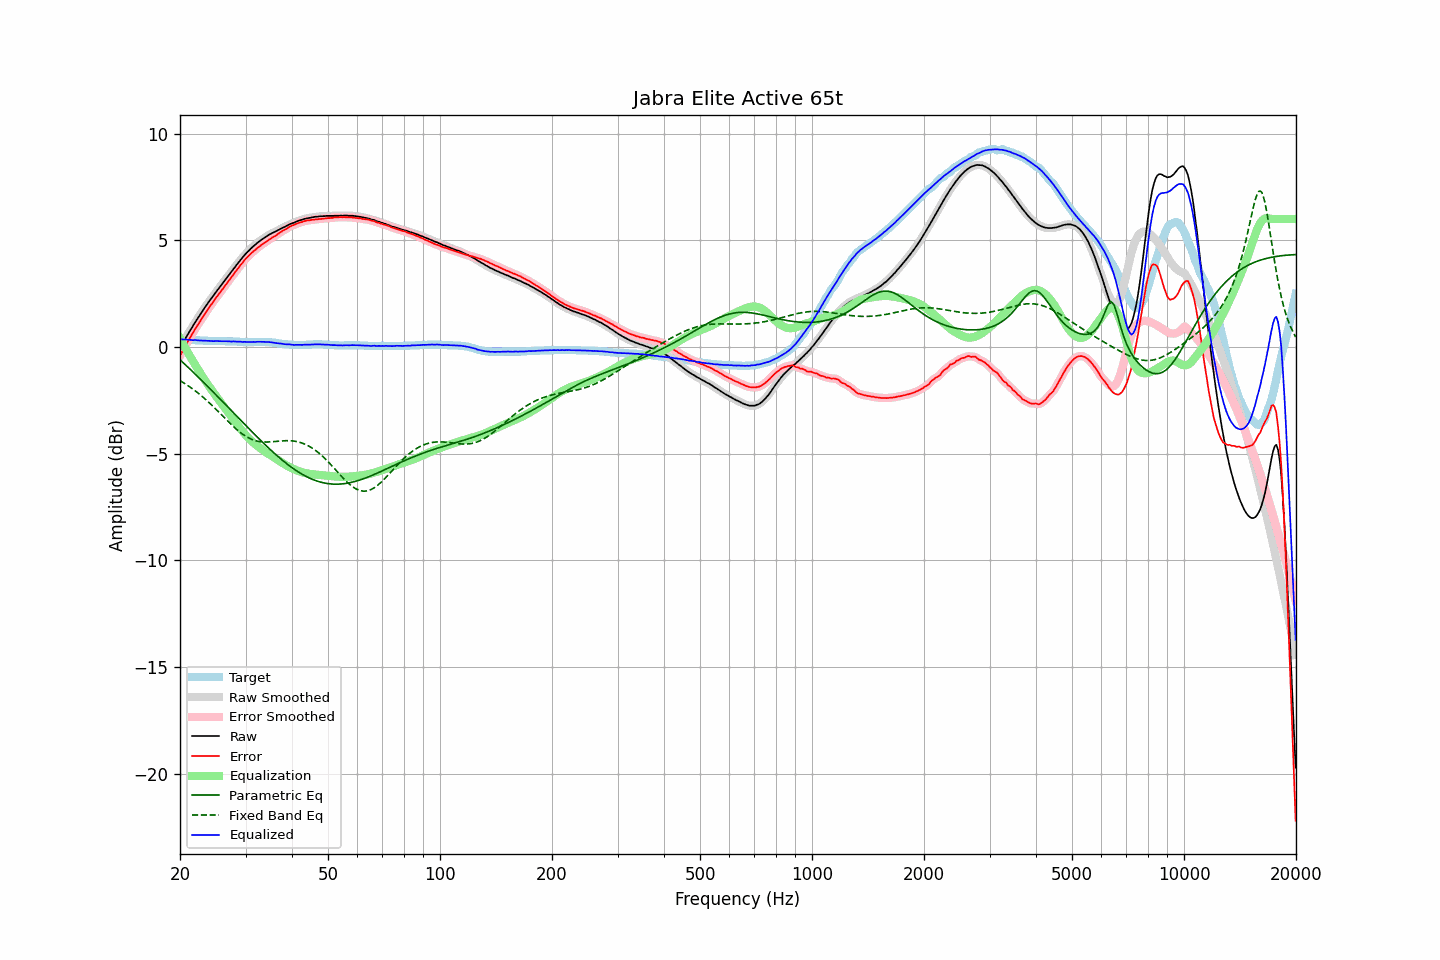 Jabra Elite Active 65t
Amplitude (dBr)
10
5
0
−5
−10
−15
−20
Target
Raw Smoothed
Error Smoothed
Raw
Error
Equalization
Parametric Eq
Fixed Band Eq
Equalized
20 50 100 200 500 1000 2000 5000 10000 20000
Frequency (Hz)